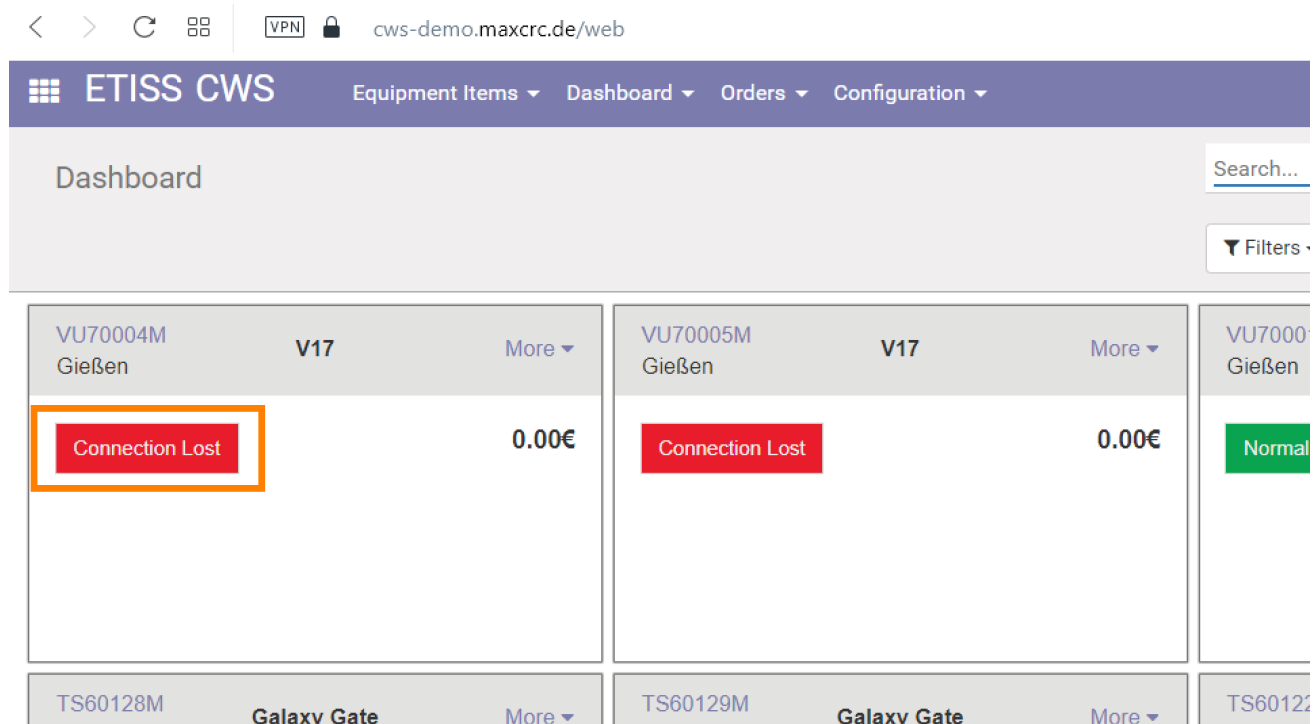 VPN cws-demo.maxcrc.de/web
ETISS CWS Equipment Items Dashboard Orders Configuration
Dashboard
Search...
Filters
VU70004M
Gießen
V17
More
VU70005M
Gießen
V17
More
VU7000
Gießen
Connection Lost
0.00€
Connection Lost
0.00€
Normal
TS60128M
Galaxy Gate
More
TS60129M
Galaxy Gate
More
TS6012